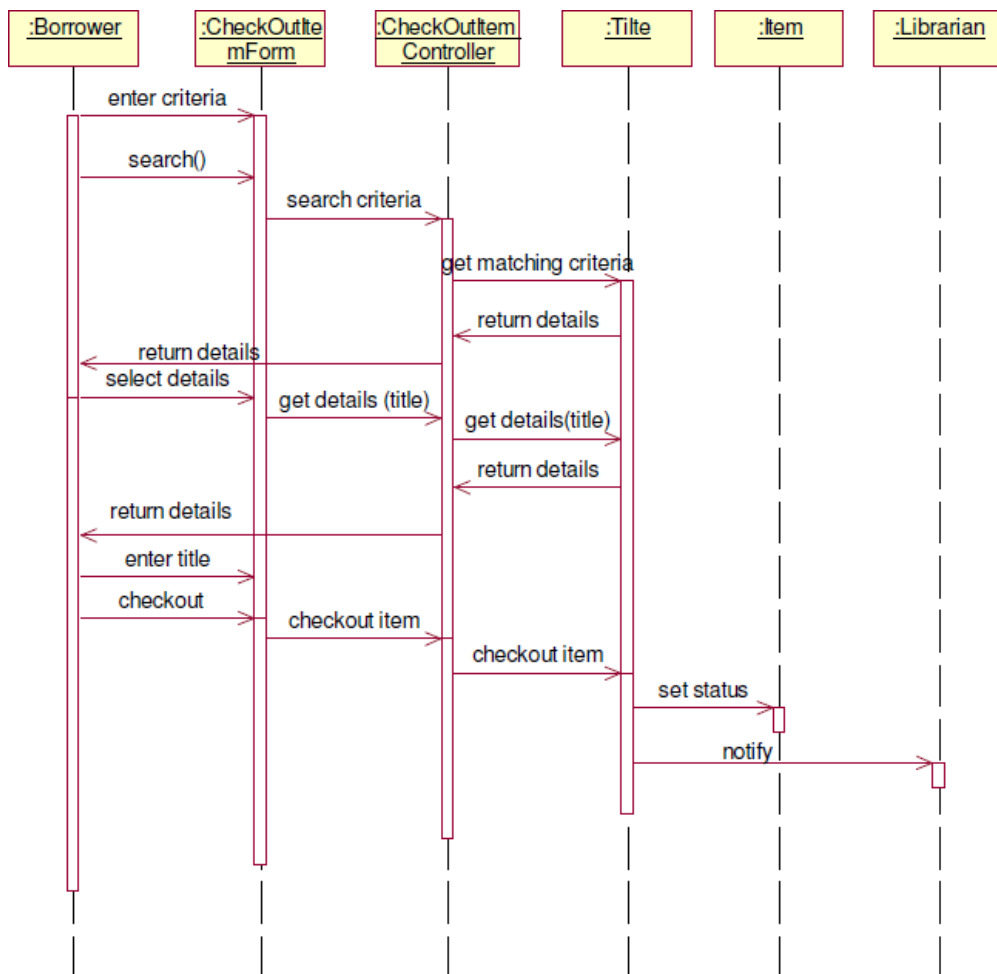 :Borrower
:CheckOutIte
mForm
:CheckOutItem
Controller
:Tilte
:Item
:Librarian
enter criteria
search()
search criteria
get matching criteria
return details
return details
select details
get details (title)
get details(title)
return details
return details
enter title
checkout
checkout item
checkout item
set status
notify